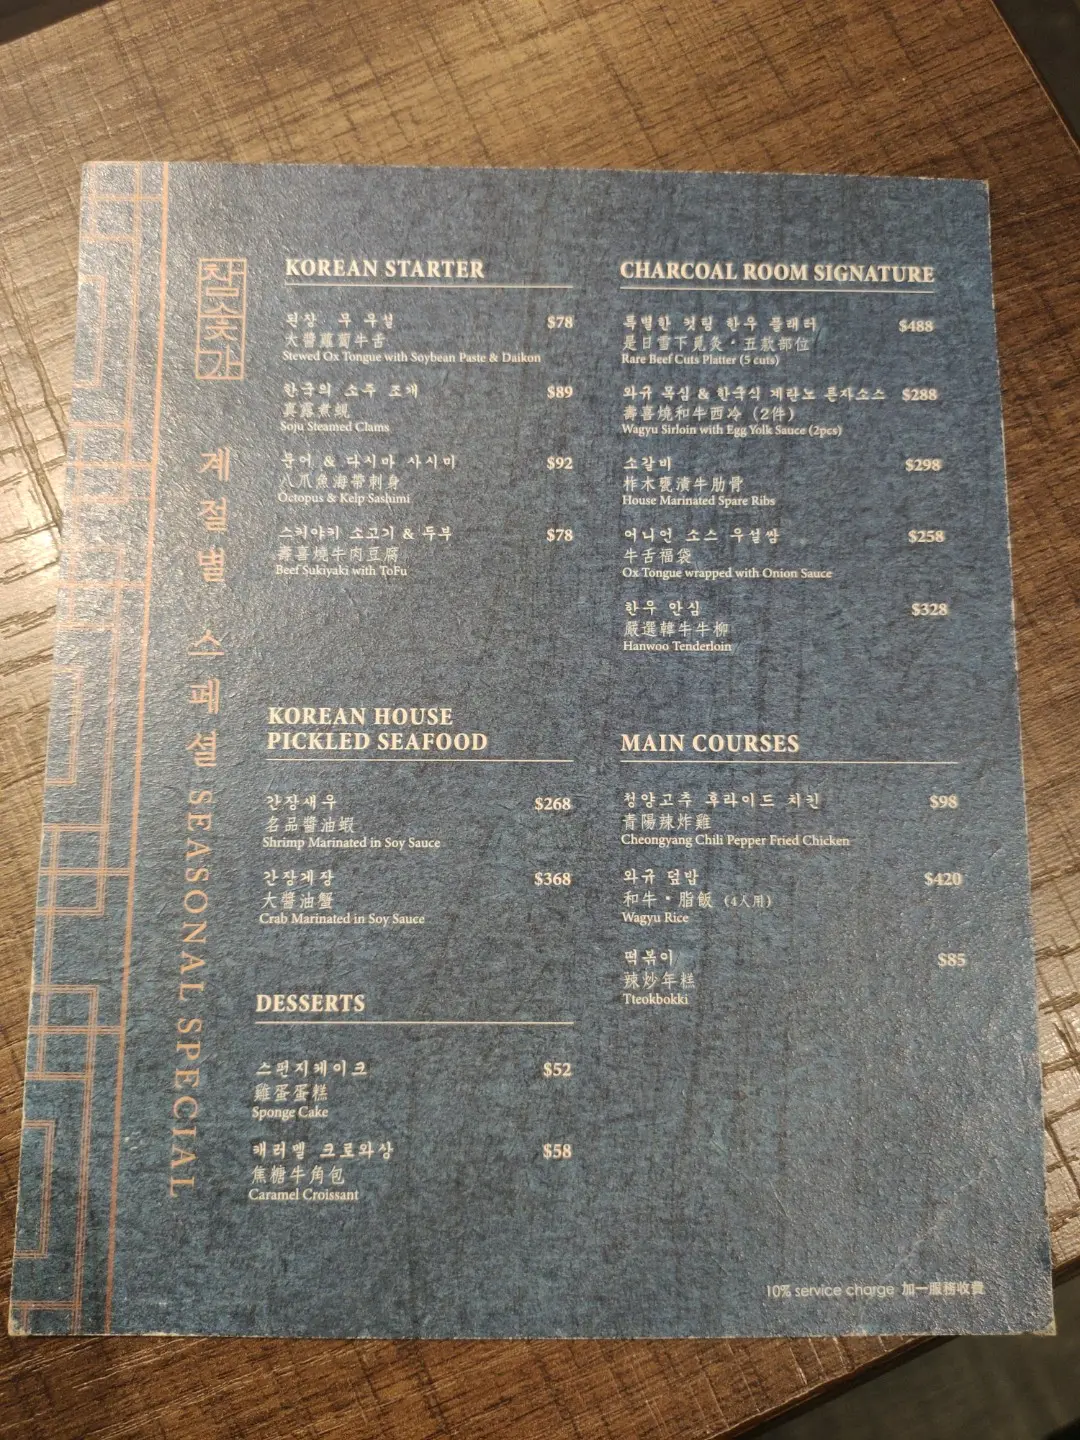 참숯가
계절별 스페셜 SEASONAL SPECIAL
KOREAN STARTER
된장 무 우설 $78
大醬蘿蔔牛舌
Stewed Ox Tongue with Soybean Paste & Daikon
한국의 소주 조개 $89
真露煮蜆
Soju Steamed Clams
문어 & 다시마 사시미 $92
八爪魚海帶刺身
Octopus & Kelp Sashimi
스키야키 소고기 & 두부 $78
壽喜燒牛肉豆腐
Beef Sukiyaki with ToFu
KOREAN HOUSE
PICKLED SEAFOOD
간장새우 $268
名品醬油蝦
Shrimp Marinated in Soy Sauce
간장게장 $368
大醬油蟹
Crab Marinated in Soy Sauce
DESSERTS
스펀지케이크 $52
雞蛋蛋糕
Sponge Cake
캐러멜 크로와상 $58
焦糖牛角包
Caramel Croissant
CHARCOAL ROOM SIGNATURE
특별한 컷팅 한우 플래터 $488
是日雪下覓炙・五款部位
Rare Beef Cuts Platter (5 cuts)
와규 목심 & 한국식 계란노른자소스 $288
壽喜燒和牛西冷（2件）
Wagyu Sirloin with Egg Yolk Sauce (2pcs)
소갈비 $298
柞木甕漬牛肋骨
House Marinated Spare Ribs
어니언 소스 우설쌈 $258
牛舌福袋
Ox Tongue wrapped with Onion Sauce
한우 안심 $328
嚴選韓牛牛柳
Hanwoo Tenderloin
MAIN COURSES
청양고추 후라이드 치킨 $98
青陽辣炸雞
Cheongyang Chili Pepper Fried Chicken
와규 덮밥 $420
和牛・脂飯（4人用）
Wagyu Rice
떡볶이 $85
辣炒年糕
Tteokbokki
10% service charge 加一服務收費